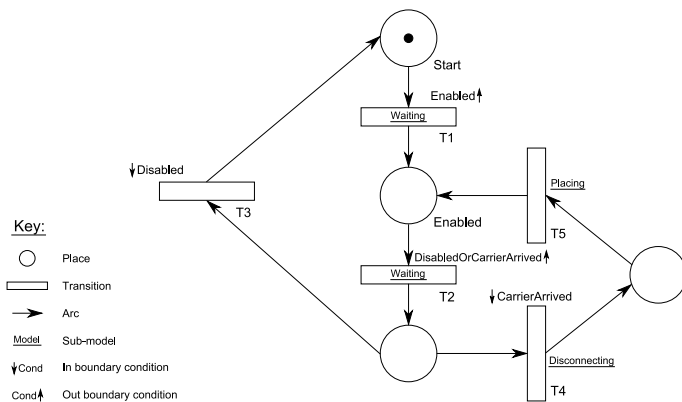 Start
Enabled
Waiting
T1
Disabled
T3
Placing
T5
Enabled
DisabledOrCarrierArrived
Waiting
T2
CarrierArrived
Disconnecting
T4
Key:
Place
Transition
Arc
Model
Sub-model
Cond
In boundary condition
Cond
Out boundary condition